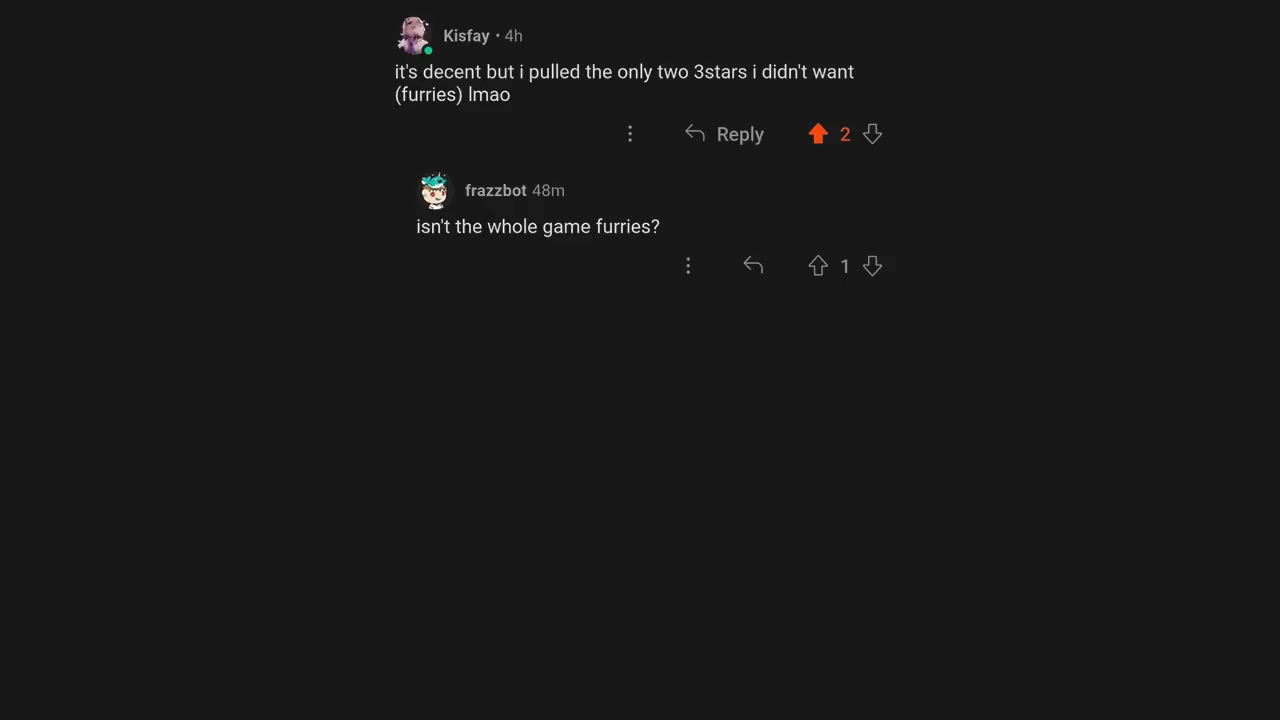 Kisfay • 4h
it's decent but i pulled the only two 3stars i didn't want
(furries) lmao
Reply 2
frazzbot 48m
isn't the whole game furries?
1